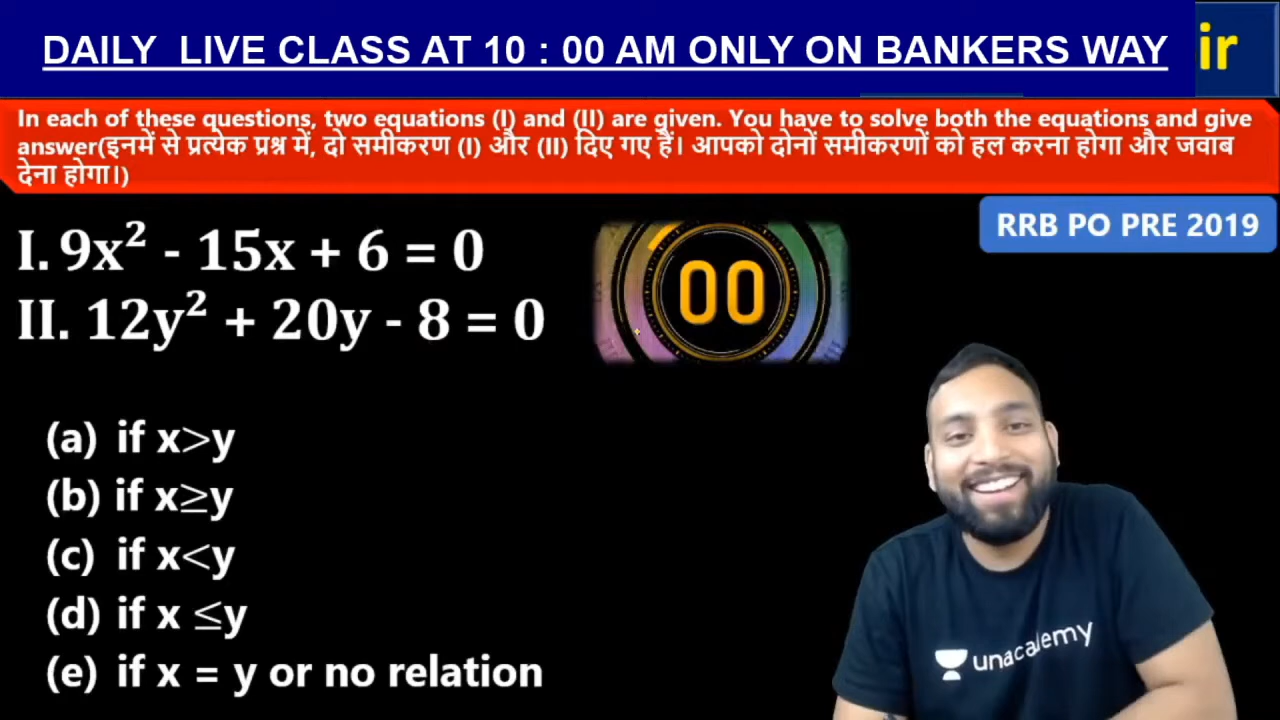 DAILY LIVE CLASS AT 10 : 00 AM ONLY ON BANKERS WAY
ir
In each of these questions, two equations (I) and (II) are given. You have to solve both the equations and give
answer(इनमें से प्रत्येक प्रश्न में, दो समीकरण (I) और (II) दिए गए हैं। आपको दोनों समीकरणों को हल करना होगा और जवाब
देना होगा।)
RRB PO PRE 2019
I. 9x² - 15x + 6 = 0
II. 12y² + 20y - 8 = 0
00
(a) if x>y
(b) if x≥y
(c) if x<y
(d) if x ≤y
(e) if x = y or no relation
unacademy